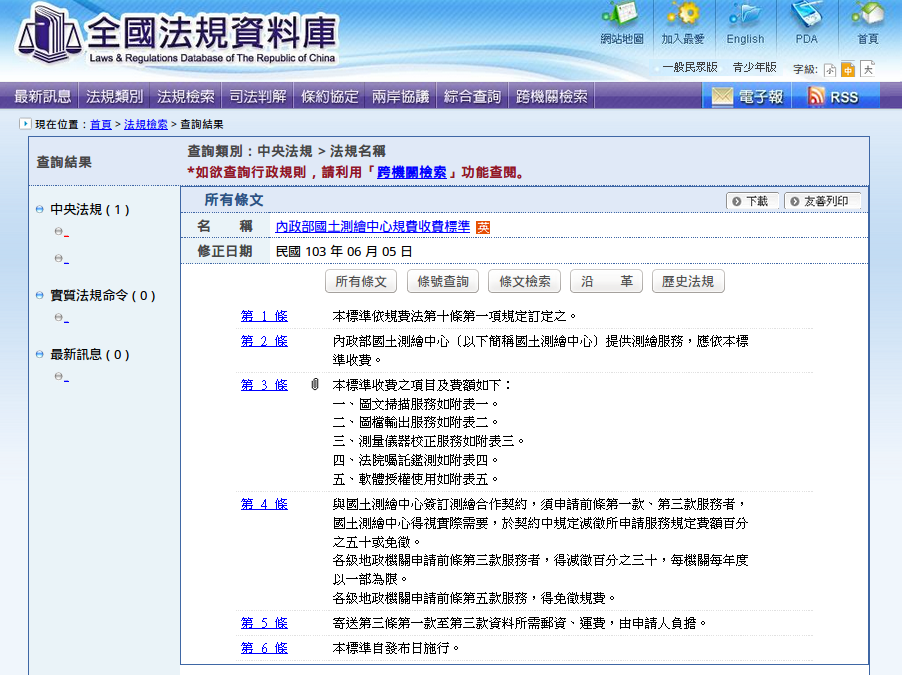 全國法規資料庫
Laws & Regulations Database of The Republic of China
網站地圖 加入最愛 English PDA 首頁
一般民眾版 青少年版 字級: 小 中 大
最新訊息 法規類別 法規檢索 司法判解 條約協定 兩岸協議 綜合查詢 跨機關檢索 電子報 RSS
現在位置：首頁 > 法規檢索 > 查詢結果
查詢結果
查詢類別：中央法規 > 法規名稱
*如欲查詢行政規則，請利用「跨機關檢索」功能查閱。
中央法規 ( 1 )
實質法規命令 ( 0 )
最新訊息 ( 0 )
所有條文 下載 友善列印
名 稱 內政部國土測繪中心規費收費標準 英
修正日期 民國 103 年 06 月 05 日
所有條文 條號查詢 條文檢索 沿 革 歷史法規
第 1 條 本標準依規費法第十條第一項規定訂定之。
第 2 條 內政部國土測繪中心（以下簡稱國土測繪中心）提供測繪服務，應依本標
準收費。
第 3 條 本標準收費之項目及費額如下：
一、圖文掃描服務如附表一。
二、圖檔輸出服務如附表二。
三、測量儀器校正服務如附表三。
四、法院囑託鑑測如附表四。
五、軟體授權使用如附表五。
第 4 條 與國土測繪中心簽訂測繪合作契約，須申請前條第一款、第三款服務者，
國土測繪中心得視實際需要，於契約中規定減徵所申請服務規定費額百分
之五十或免徵。
各級地政機關申請前條第三款服務者，得減徵百分之三十，每機關每年度
以一部為限。
各級地政機關申請前條第五款服務，得免徵規費。
第 5 條 寄送第三條第一款至第三款資料所需郵資、運費，由申請人負擔。
第 6 條 本標準自發布日施行。